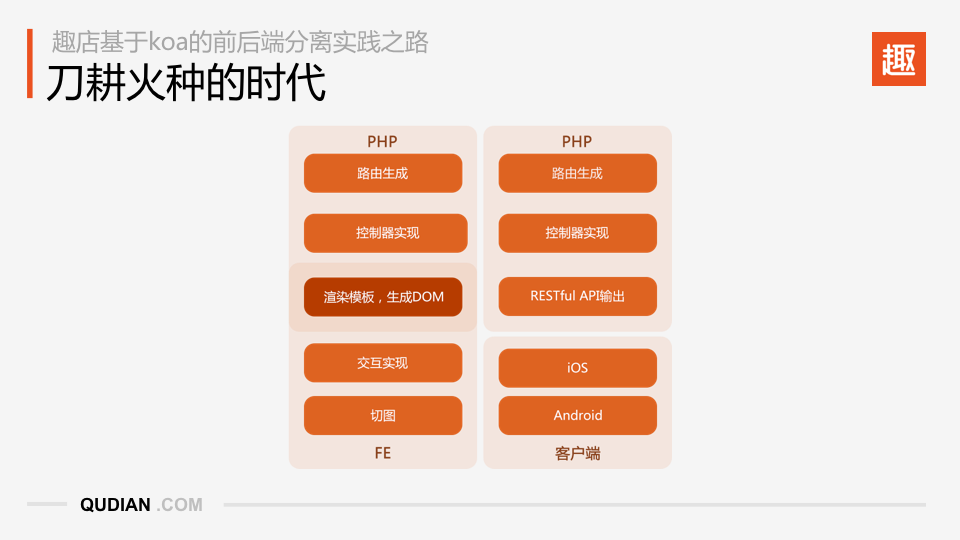 趣店基于koa的前后端分离实践之路
刀耕火种的时代
趣
PHP
路由生成
控制器实现
渲染模板，生成DOM
交互实现
切图
FE
PHP
路由生成
控制器实现
RESTful API输出
iOS
Android
客户端
QUDIAN .COM